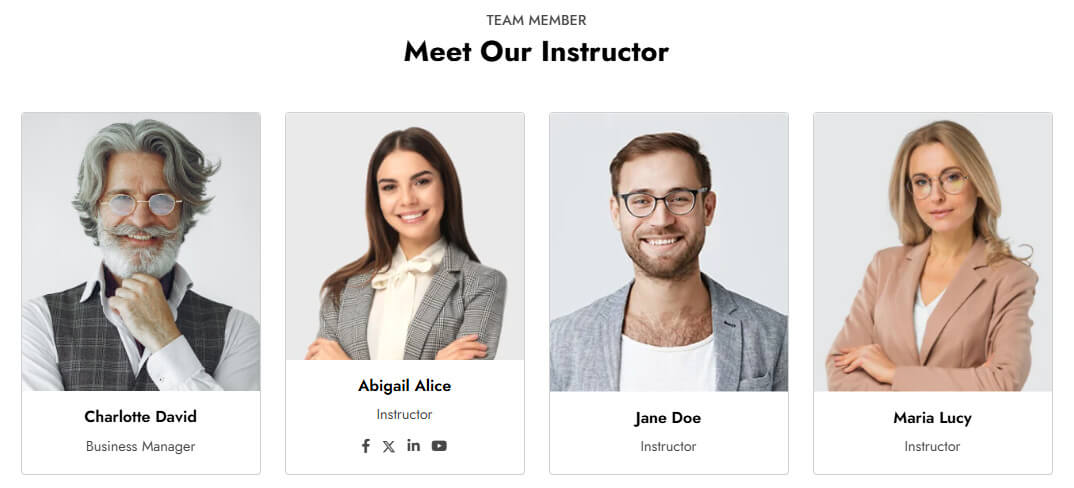 TEAM MEMBER
Meet Our Instructor
Charlotte David
Business Manager
Abigail Alice
Instructor
Jane Doe
Instructor
Maria Lucy
Instructor